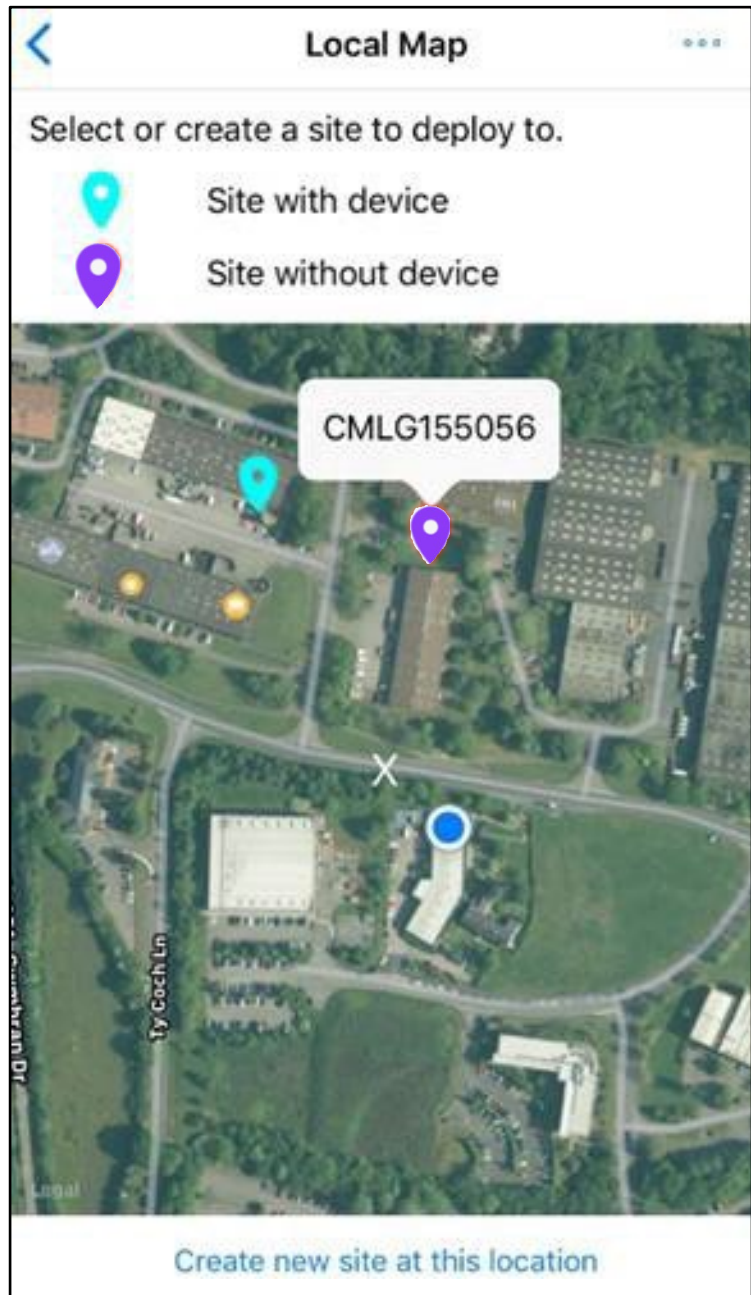 Local Map
Select or create a site to deploy to.
Site with device
Site without device
CMLG155056
X
Ty Coch Ln
Legal
Create new site at this location